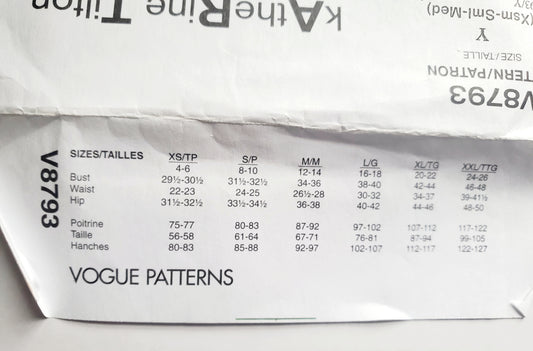 kAtheRine Tilton
(Xsm-Sml-Med)
Y
SIZE/TAILLE
TERN/PATRON
V8793
V8793
SIZES/TAILLES XS/TP S/P M/M L/G XL/TG XXL/TTG
4-6 8-10 12-14 16-18 20-22 24-26
Bust 29½-30½ 31½-32½ 34-36 38-40 42-44 46-48
Waist 22-23 24-25 26½-28 30-32 34-37 39-41½
Hip 31½-32½ 33½-34½ 36-38 40-42 44-46 48-50
Poitrine 75-77 80-83 87-92 97-102 107-112 117-122
Taille 56-58 61-64 67-71 76-81 87-94 99-105
Hanches 80-83 85-88 92-97 102-107 112-117 122-127
VOGUE PATTERNS